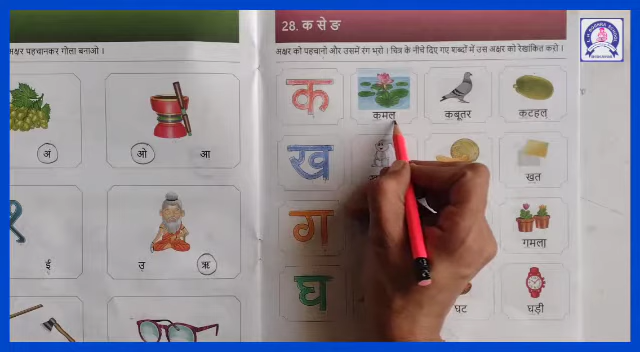 28. क से ङ
अक्षर पहचानकर गोला बनाओ ।
अक्षर को पहचानो और उसमें रंग भरो । चित्र के नीचे दिए गए शब्दों में उस अक्षर को रेखांकित करो ।
क
कमल
कबूतर
कटहल
अ
ओ
आ
ख
खत
ग
गमला
ई
उ
ऋ
घ
घट
घड़ी